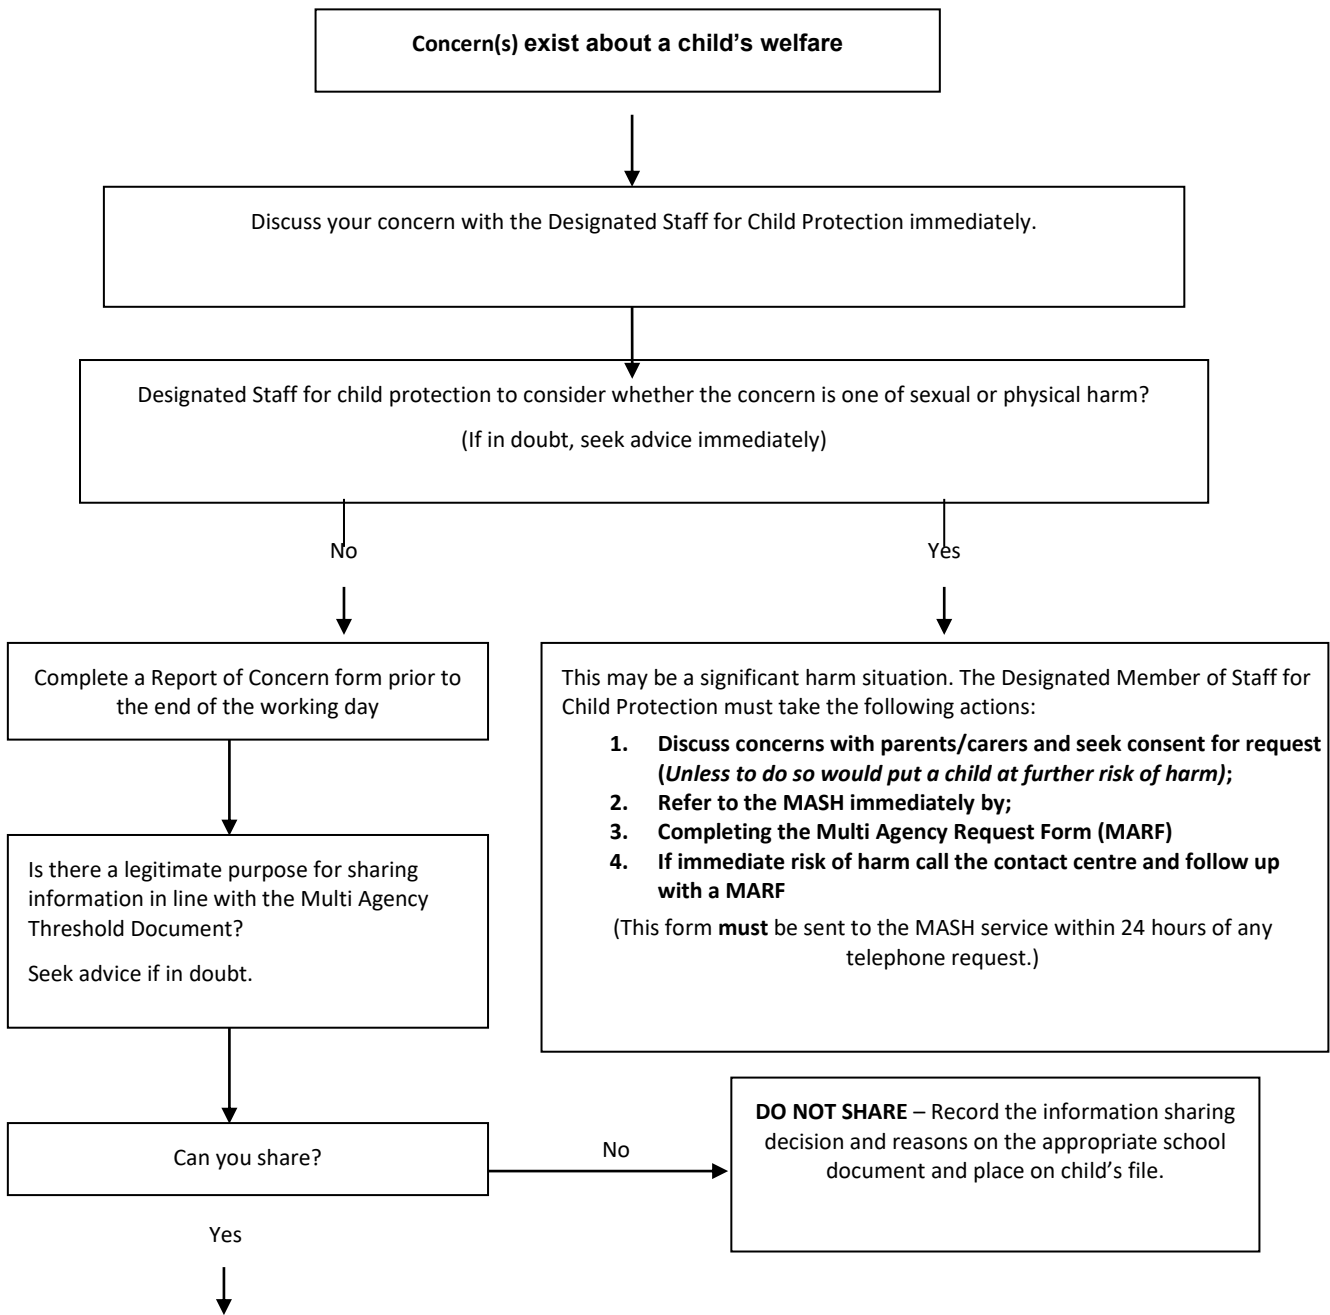 Concern(s) exist about a child’s welfare
Discuss your concern with the Designated Staff for Child Protection immediately.
Designated Staff for child protection to consider whether the concern is one of sexual or physical harm?
(If in doubt, seek advice immediately)
No
Yes
Complete a Report of Concern form prior to
the end of the working day
This may be a significant harm situation. The Designated Member of Staff for
Child Protection must take the following actions:
1. Discuss concerns with parents/carers and seek consent for request
(Unless to do so would put a child at further risk of harm);
2. Refer to the MASH immediately by;
3. Completing the Multi Agency Request Form (MARF)
4. If immediate risk of harm call the contact centre and follow up
with a MARF
(This form must be sent to the MASH service within 24 hours of any
telephone request.)
Is there a legitimate purpose for sharing
information in line with the Multi Agency
Threshold Document?
Seek advice if in doubt.
Can you share?
No
DO NOT SHARE – Record the information sharing
decision and reasons on the appropriate school
document and place on child’s file.
Yes